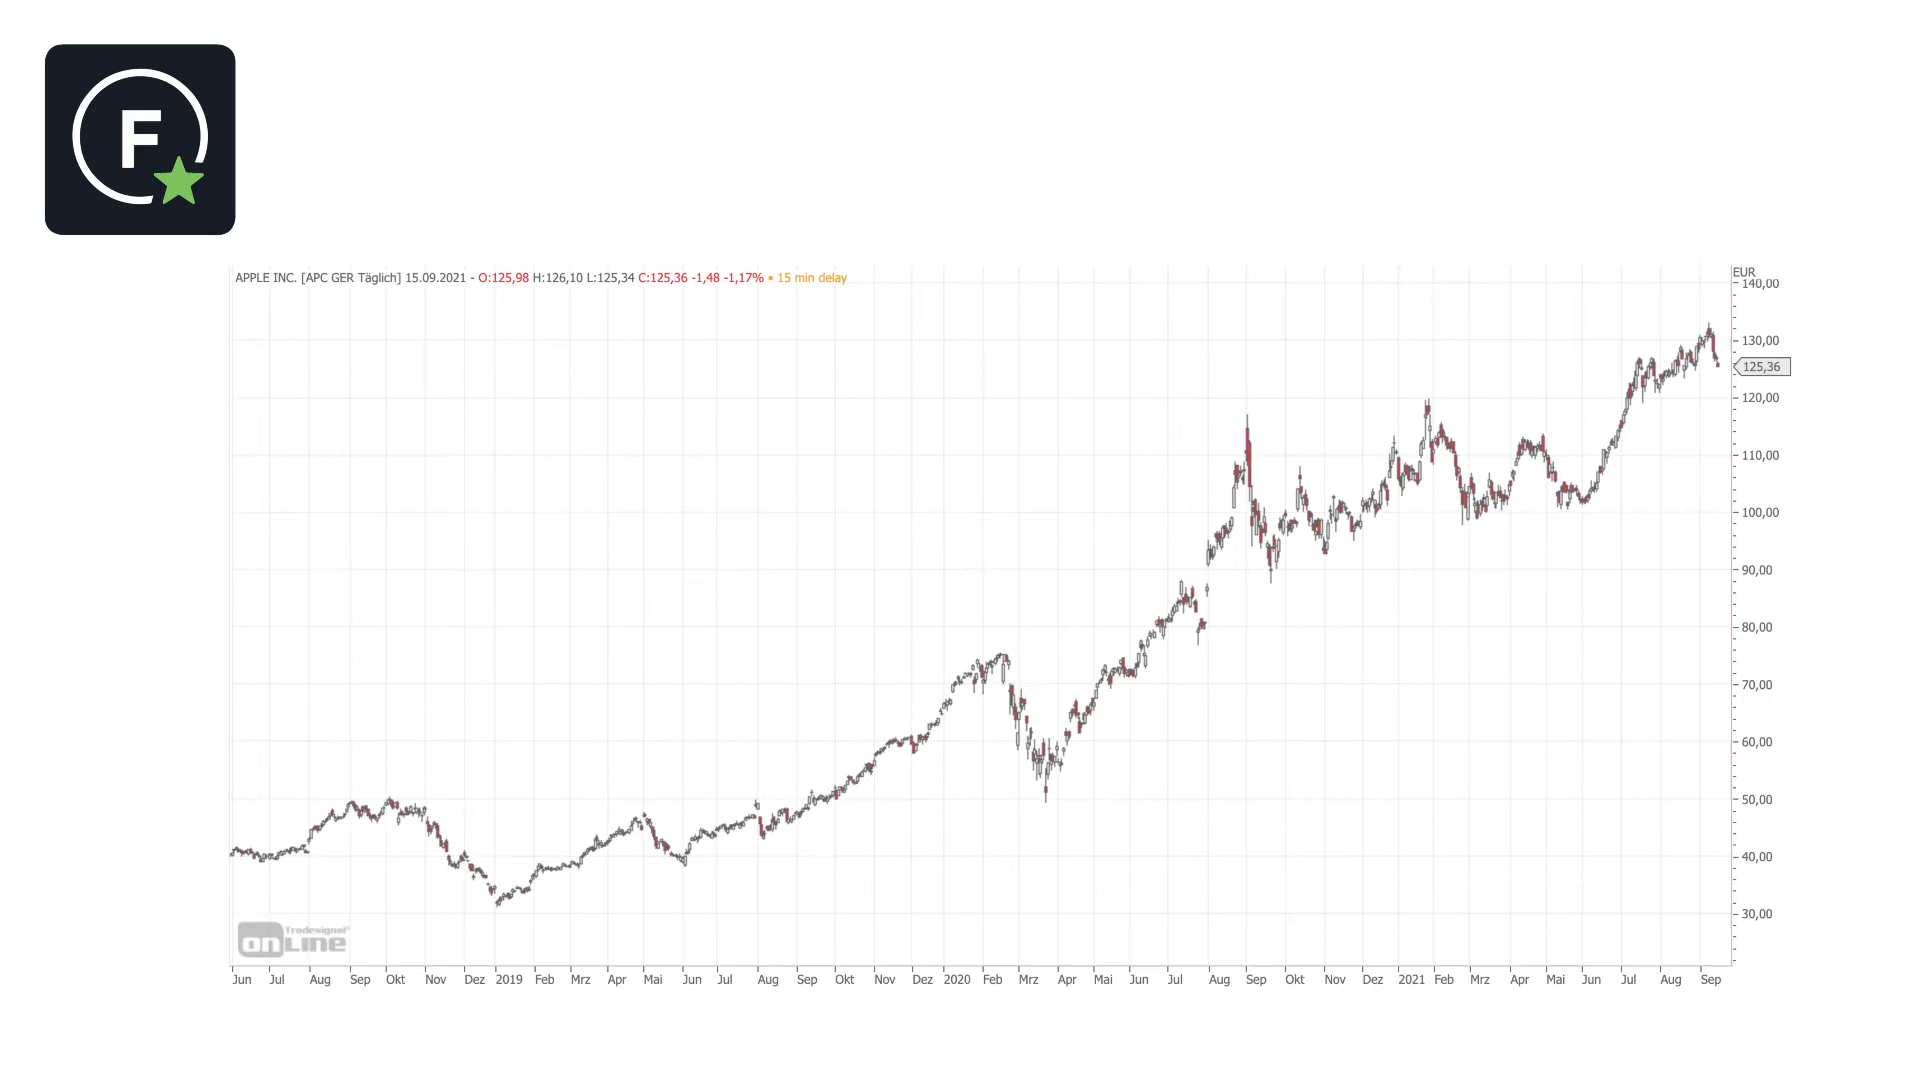 F
APPLE INC. [APC GER Täglich] 15.09.2021 - O:125,98 H:126,10 L:125,34 C:125,36 -1,48 -1,17% • 15 min delay
EUR
140,00
130,00
125,36
120,00
110,00
100,00
90,00
80,00
70,00
60,00
50,00
40,00
30,00
Tradesignal®
onLine
Jun Jul Aug Sep Okt Nov Dez 2019 Feb Mrz Apr Mai Jun Jul Aug Sep Okt Nov Dez 2020 Feb Mrz Apr Mai Jun Jul Aug Sep Okt Nov Dez 2021 Feb Mrz Apr Mai Jun Jul Aug Sep